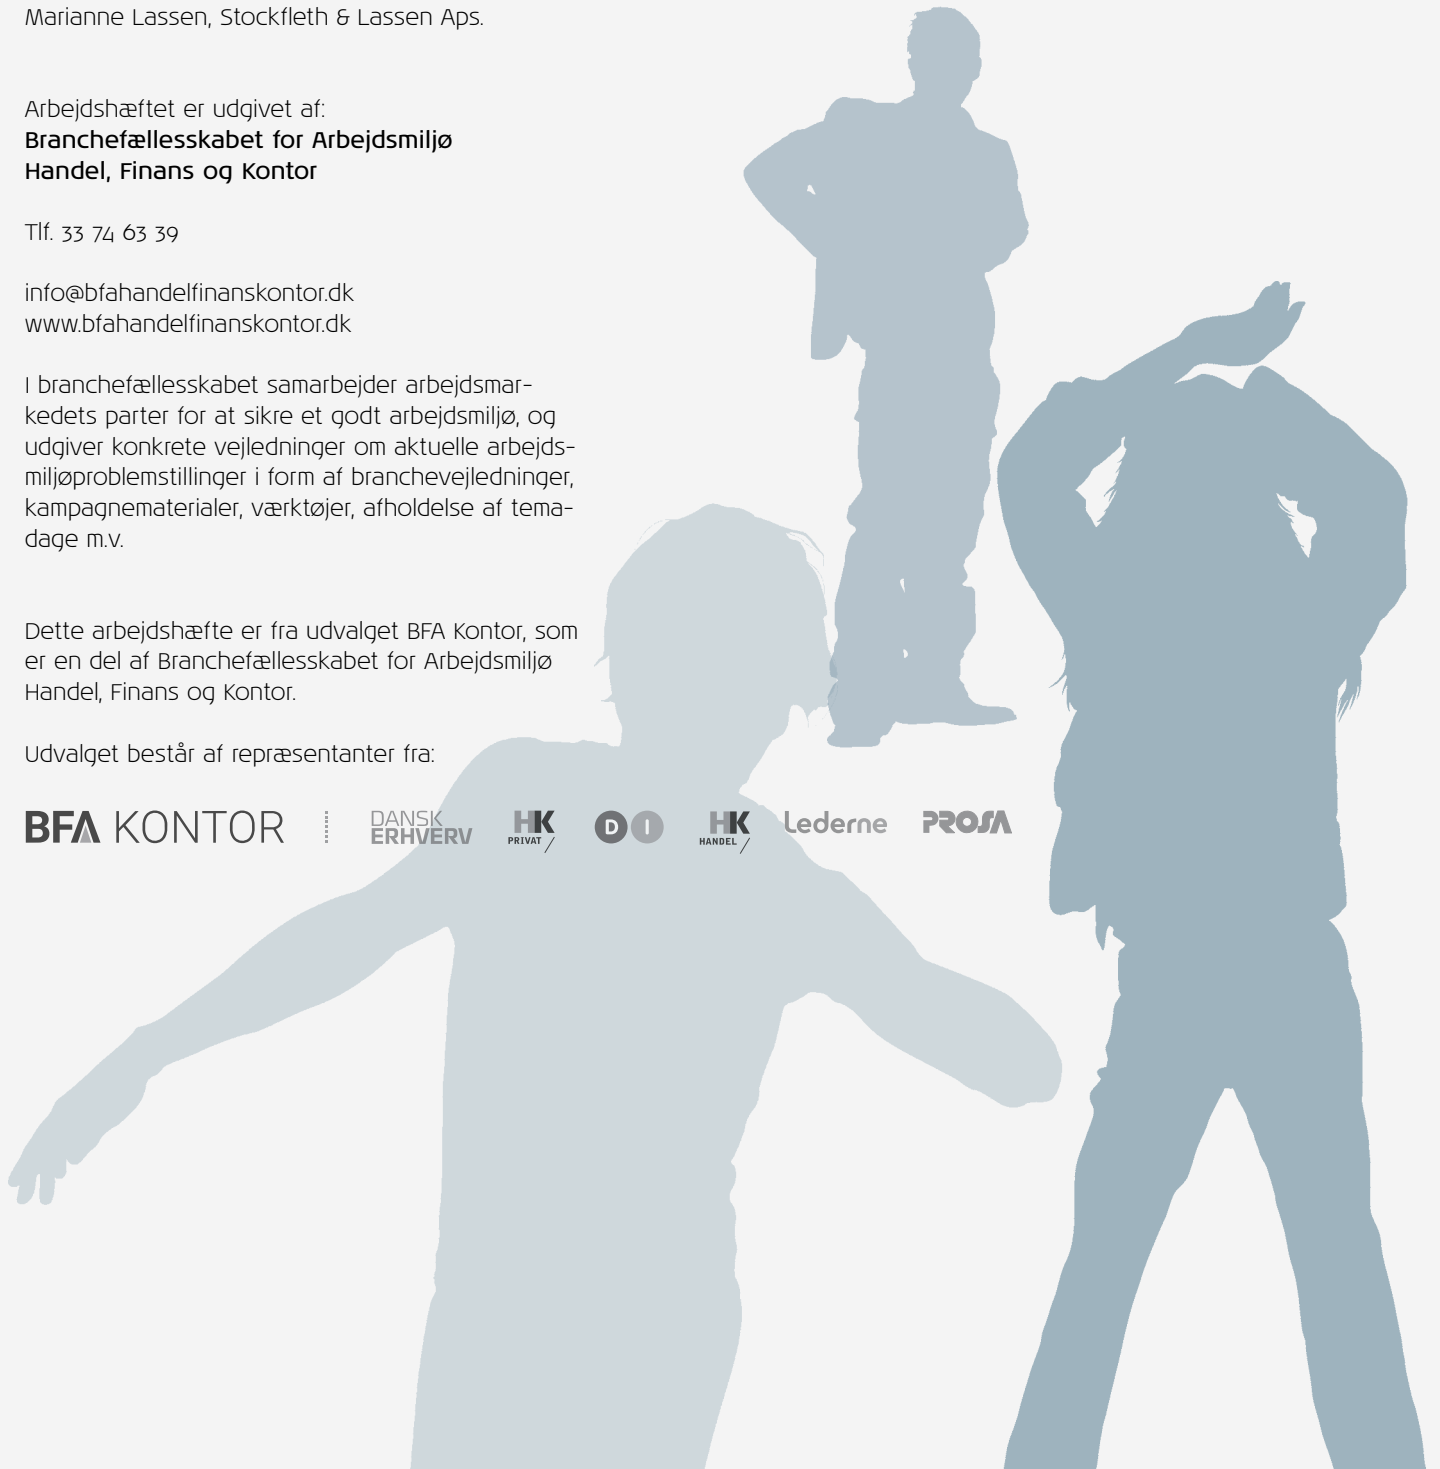 Marianne Lassen, Stockfleth & Lassen Aps.
Arbejdshæftet er udgivet af:
Branchefællesskabet for Arbejdsmiljø
Handel, Finans og Kontor
Tlf. 33 74 63 39
info@bfahandelfinanskontor.dk
www.bfahandelfinanskontor.dk
I branchefællesskabet samarbejder arbejdsmar-
kedets parter for at sikre et godt arbejdsmiljø, og
udgiver konkrete vejledninger om aktuelle arbejds-
miljøproblemstillinger i form af branchevejledninger,
kampagnematerialer, værktøjer, afholdelse af tema-
dage m.v.
Dette arbejdshæfte er fra udvalget BFA Kontor, som
er en del af Branchefællesskabet for Arbejdsmiljø
Handel, Finans og Kontor.
Udvalget består af repræsentanter fra:
BFA KONTOR
DANSK
ERHVERV
HK
PRIVAT
D I
HK
HANDEL
Lederne
PROSA